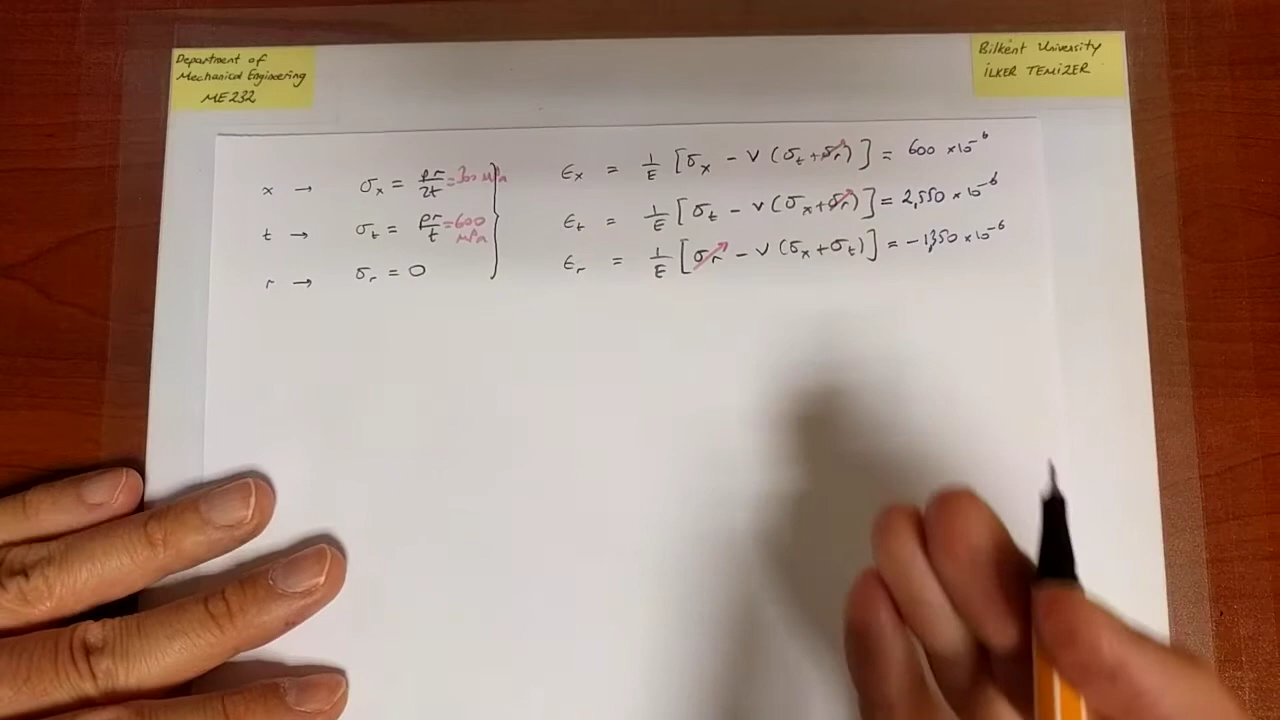 Department of
Mechanical Engineering
ME232
Bilkent University
İLKER TEMİZER
x → σₓ = pr/2t = 300 MPa
t → σₜ = pr/t = 600 MPa
r → σᵣ = 0
ϵₓ = 1/E [σₓ − ν (σₜ + σᵣ)] = 600 ×10⁻⁶
ϵₜ = 1/E [σₜ − ν (σₓ + σᵣ)] = 2,550 ×10⁻⁶
ϵᵣ = 1/E [σᵣ − ν (σₓ + σₜ)] = −1,350 ×10⁻⁶